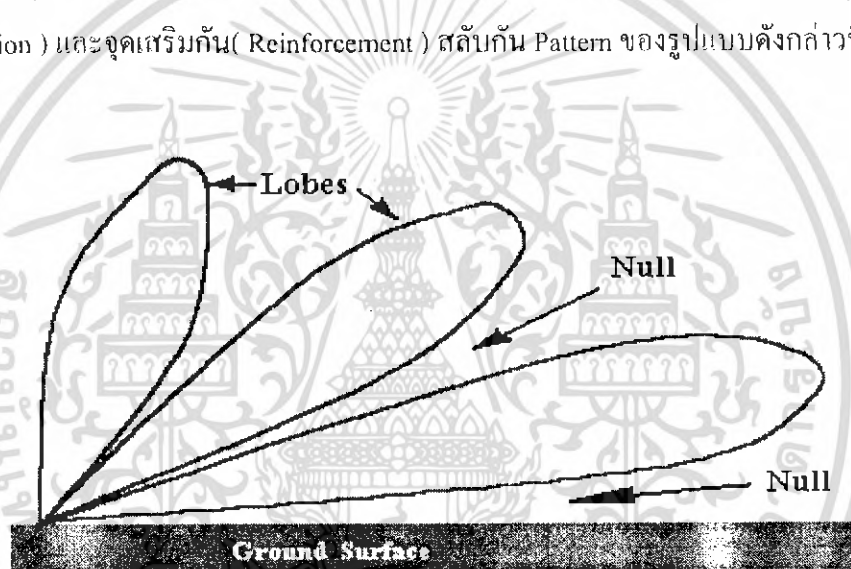 ion ) และจุดเสริมกัน( Reinforcement ) สลับกัน Pattern ของรูปแบบดังกล่าว
Lobes
Null
Null
Ground Surface